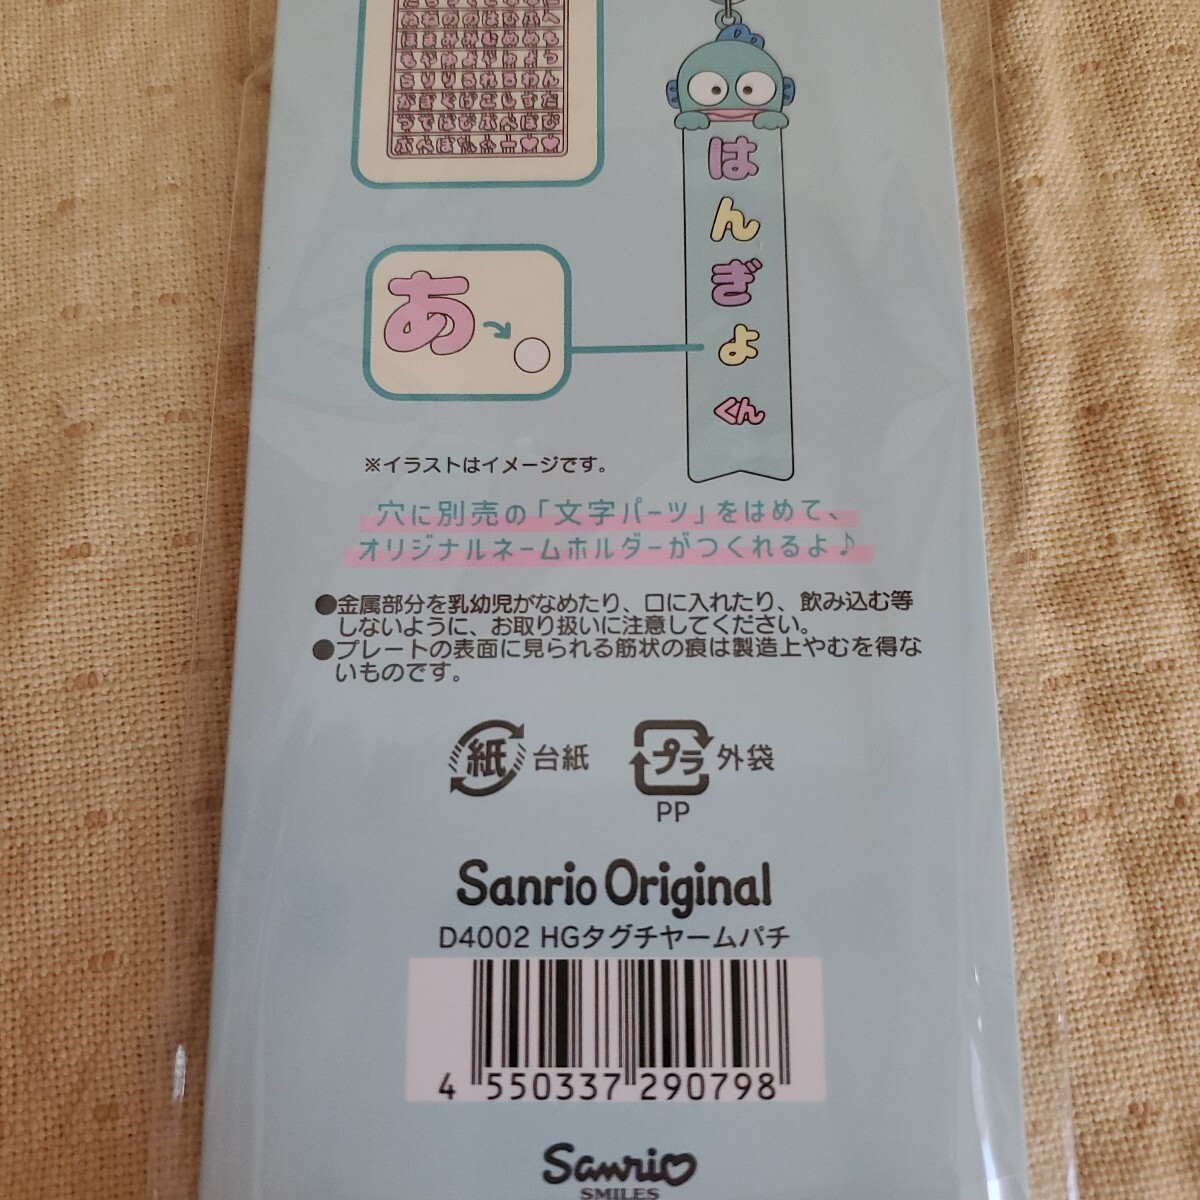 はんぎょくん
あ
※イラストはイメージです。
穴に別売の「文字パーツ」をはめて、
オリジナルネームホルダーがつくれるよ♪
●金属部分を乳幼児がなめたり、口に入れたり、飲み込む等
しないように、お取り扱いに注意してください。
●プレートの表面に見られる筋状の痕は製造上やむを得な
いものです。
紙 台紙
プラ 外袋
PP
Sanrio Original
D4002 HGタグチャームパチ
4 550337 290798
Sanrio
SMILES